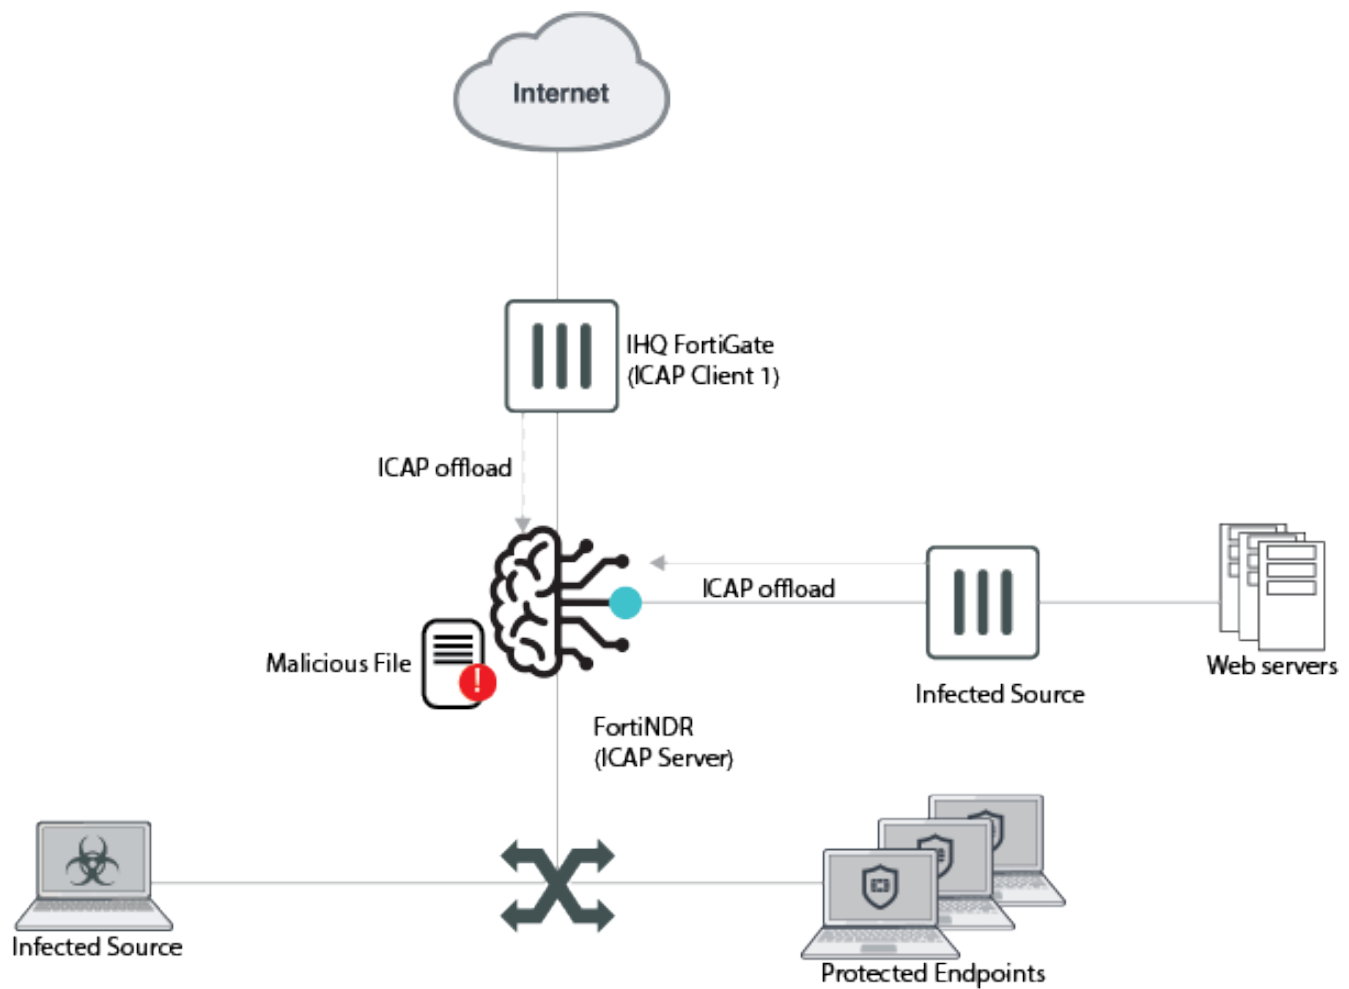 Internet
IHQ FortiGate
(ICAP Client 1)
ICAP offload
ICAP offload
Web servers
Malicious File
!
Infected Source
FortiNDR
(ICAP Server)
Infected Source
Protected Endpoints